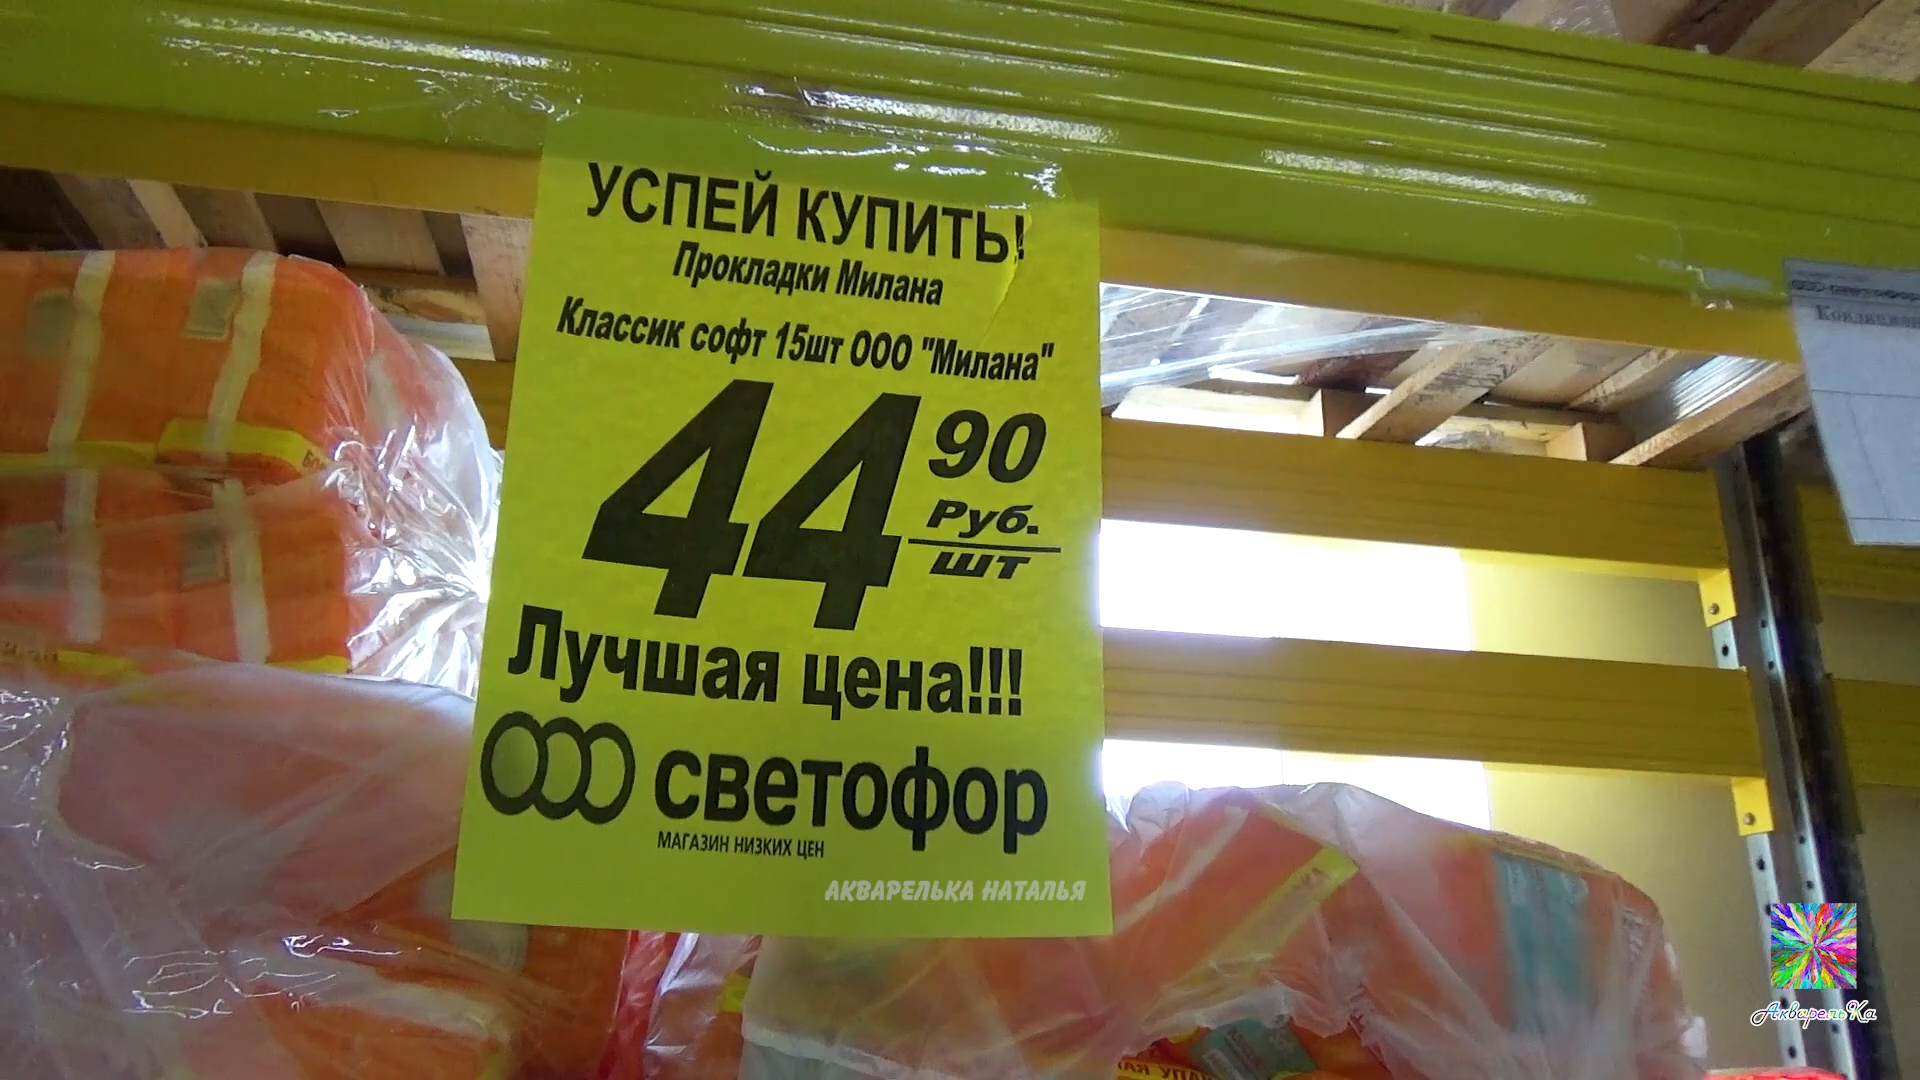 УСПЕЙ КУПИТЬ!
Прокладки Милана
Классик софт 15шт ООО "Милана"
44 90
Руб.
шт
Лучшая цена!!!
светофор
МАГАЗИН НИЗКИХ ЦЕН
АКВАРЕЛЬКА НАТАЛЬЯ
АкварельКа